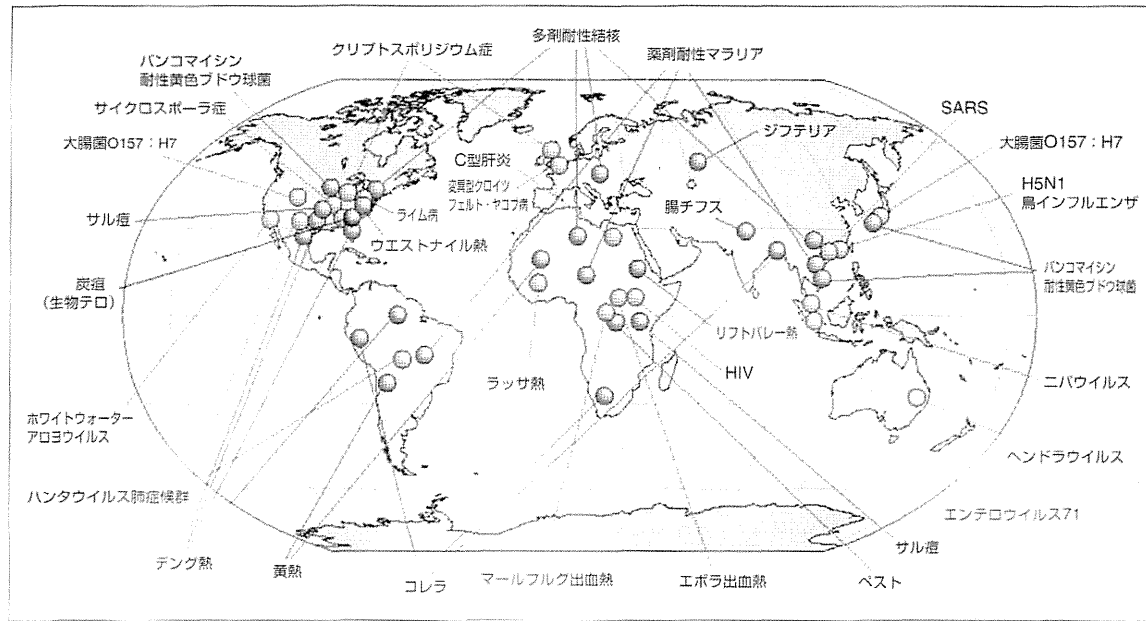 多剤耐性結核
クリプトスポリジウム症
薬剤耐性マラリア
バンコマイシン
耐性黄色ブドウ球菌
サイクロスポーラ症
SARS
大腸菌O157:H7
ジフテリア
大腸菌O157:H7
C型肝炎
変異型クロイツ
フェルト・ヤコブ病
H5N1
鳥インフルエンザ
ライム病
腸チフス
サル痘
ウエストナイル熱
バンコマイシン
耐性黄色ブドウ球菌
炭疽
(生物テロ)
リフトバレー熱
HIV
ラッサ熱
ニパウイルス
ホワイトウォーター
アロヨウイルス
ヘンドラウイルス
ハンタウイルス肺症候群
エンテロウイルス71
デング熱
黄熱
コレラ
マールブルグ出血熱
エボラ出血熱
ペスト
サル痘